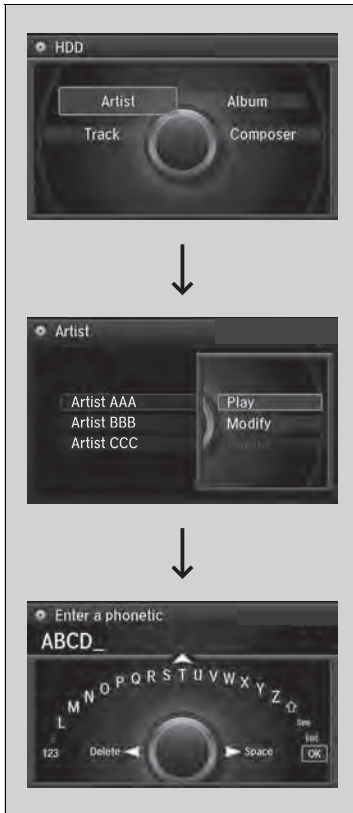 HDD
Artist Album
Track Composer
Artist
Artist AAA Play
Artist BBB Modify
Artist CCC
Enter a phonetic
ABCD_
L M N O P Q R S T U V W X Y Z
123 Delete Space OK